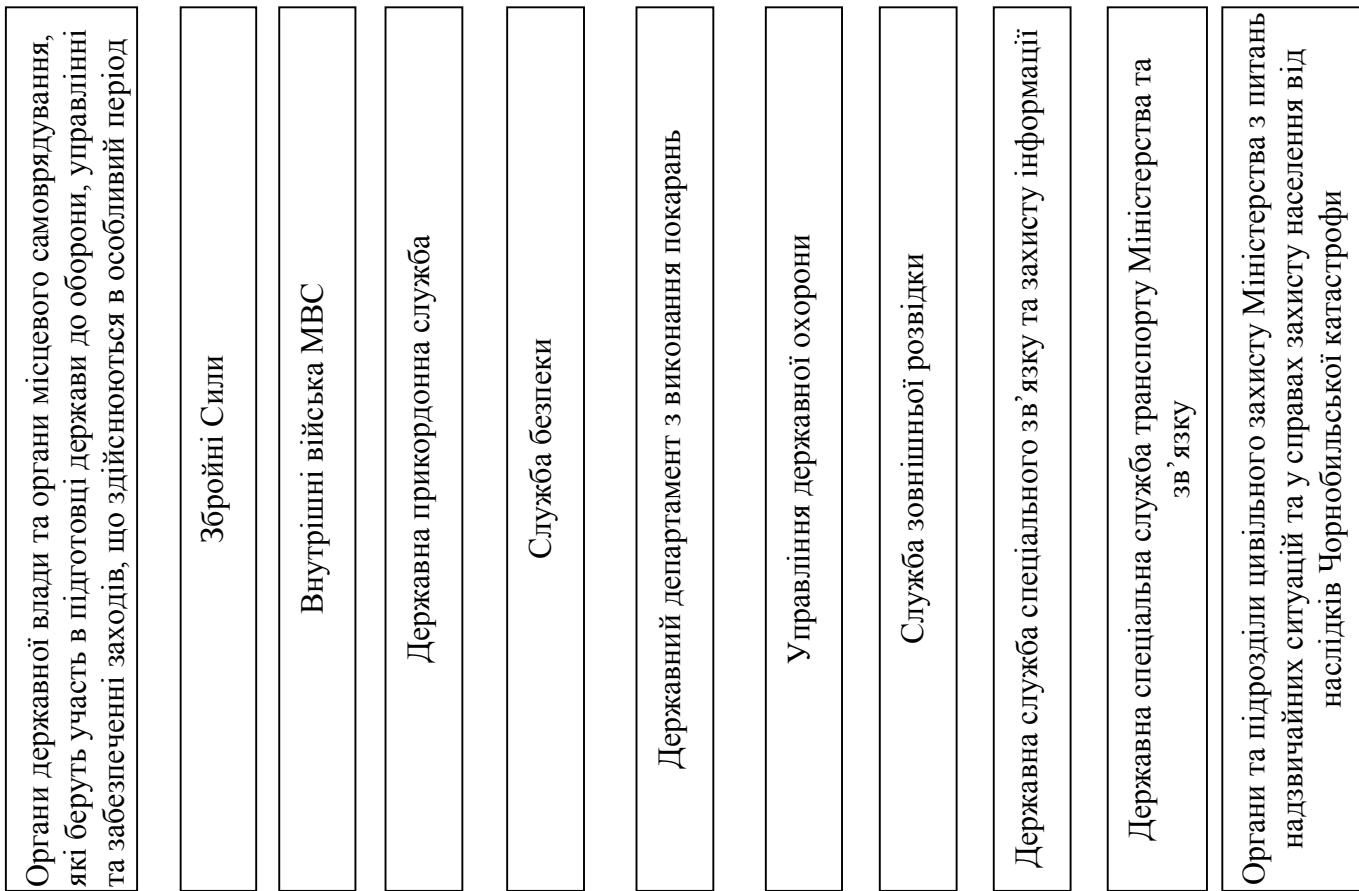 Органи державної влади та органи місцевого самоврядування,
які беруть участь в підготовці держави до оборони, управлінні
та забезпеченні заходів, що здійснюються в особливий період
Збройні Сили
Внутрішні війська МВС
Державна прикордонна служба
Служба безпеки
Державний департамент з виконання покарань
Управління державної охорони
Служба зовнішньої розвідки
Державна служба спеціального зв’язку та захисту інформації
Державна спеціальна служба транспорту Міністерства та
зв’язку
Органи та підрозділи цивільного захисту Міністерства з питань
надзвичайних ситуацій та у справах захисту населення від
наслідків Чорнобильської катастрофи